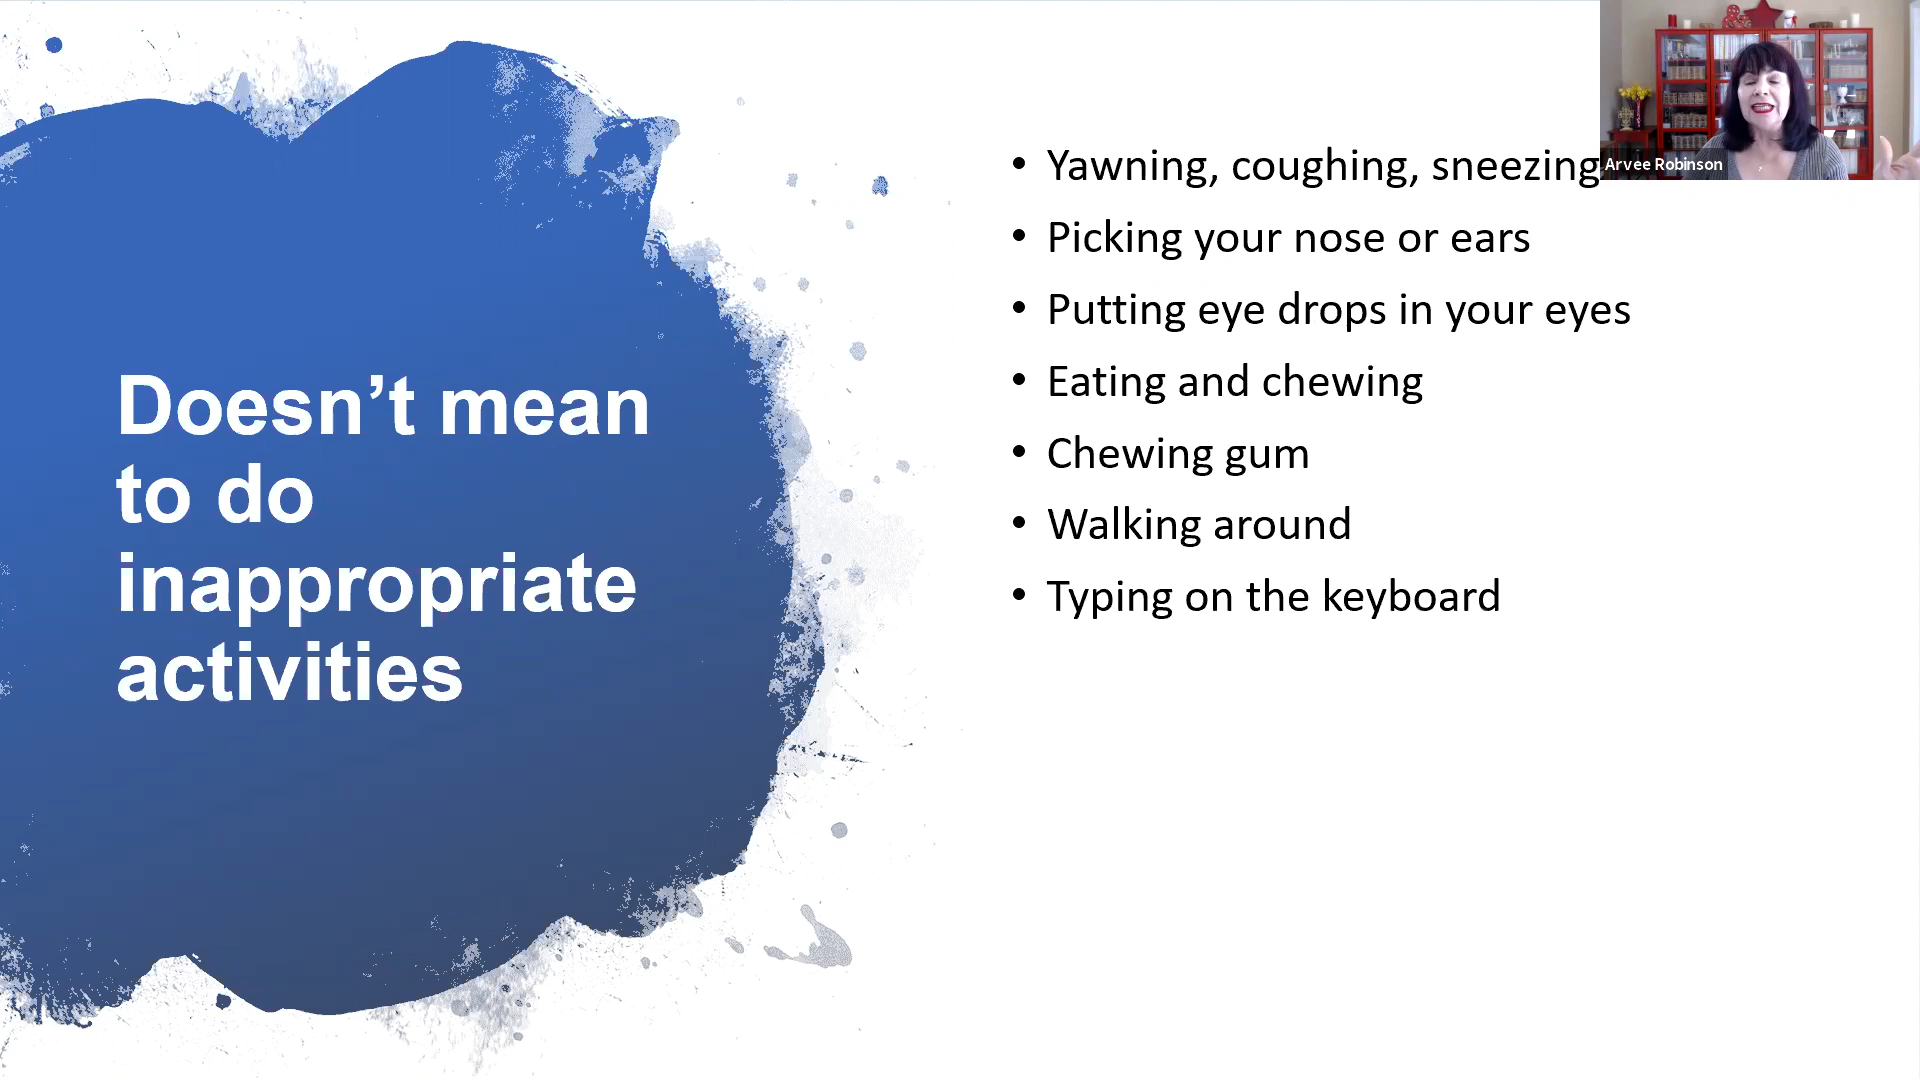 Doesn’t mean
to do
inappropriate
activities
• Yawning, coughing, sneezing
• Picking your nose or ears
• Putting eye drops in your eyes
• Eating and chewing
• Chewing gum
• Walking around
• Typing on the keyboard
Arvee Robinson